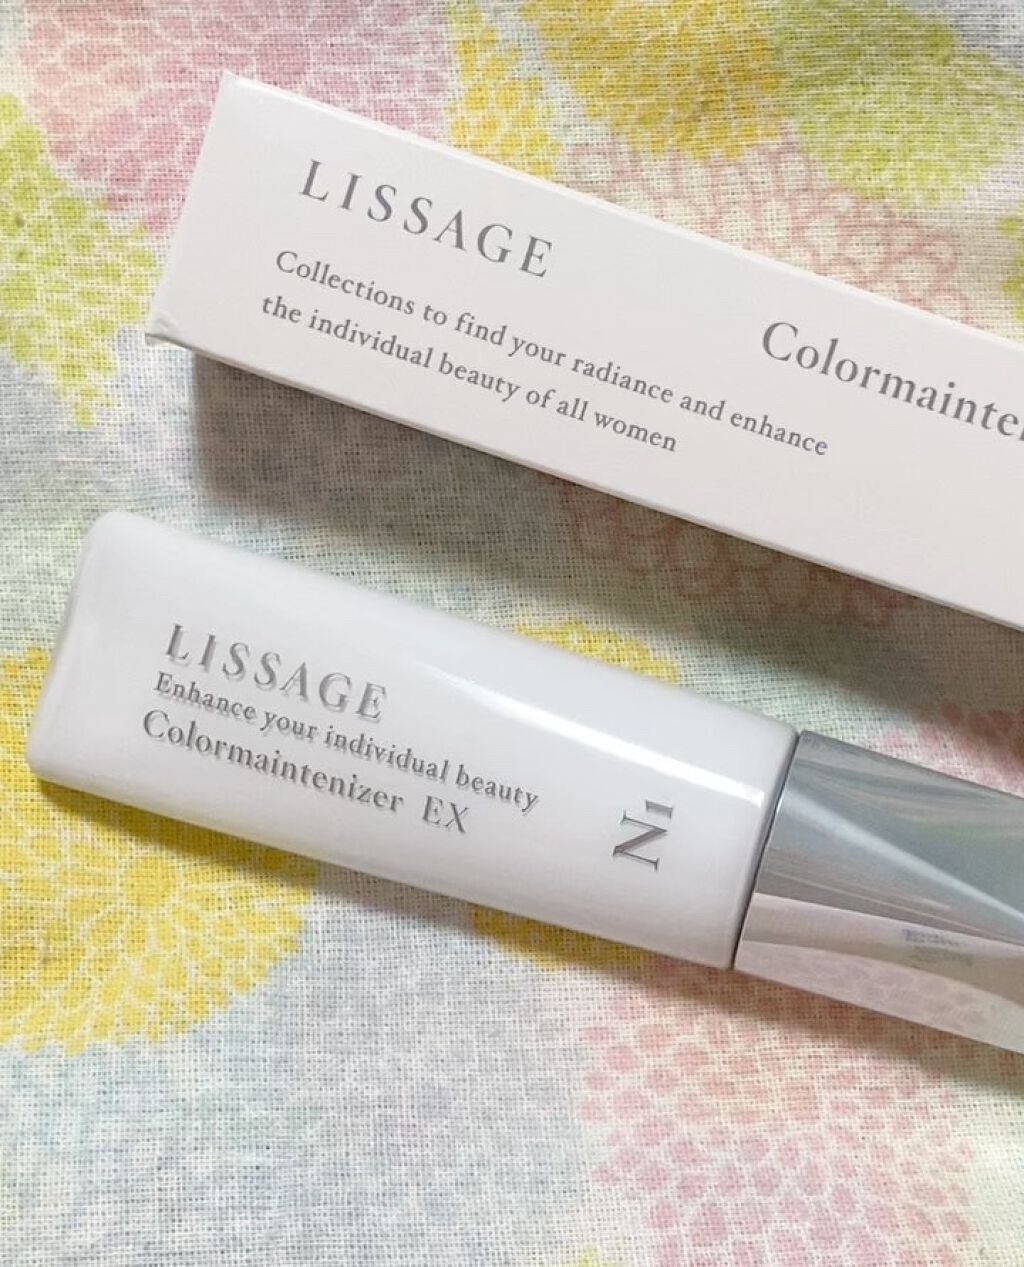 LISSAGE
Collections to find your radiance and enhance
the individual beauty of all women
Colormainte
LISSAGE
Enhance your individual beauty
Colormaintenizer EX
Ni